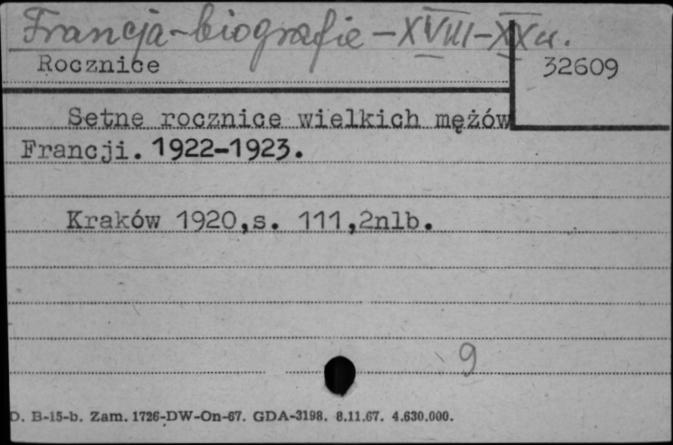 Francja-biografie-XVIII-XX w.
Rocznice
32609
Setne rocznice wielkich mężów
Francji. 1922-1923.
Kraków 1920,s. 111,2nlb.
9
D. B-15-b. Zam. 1726-DW-On-67. GDA-3198. 8.11.67. 4.630.000.